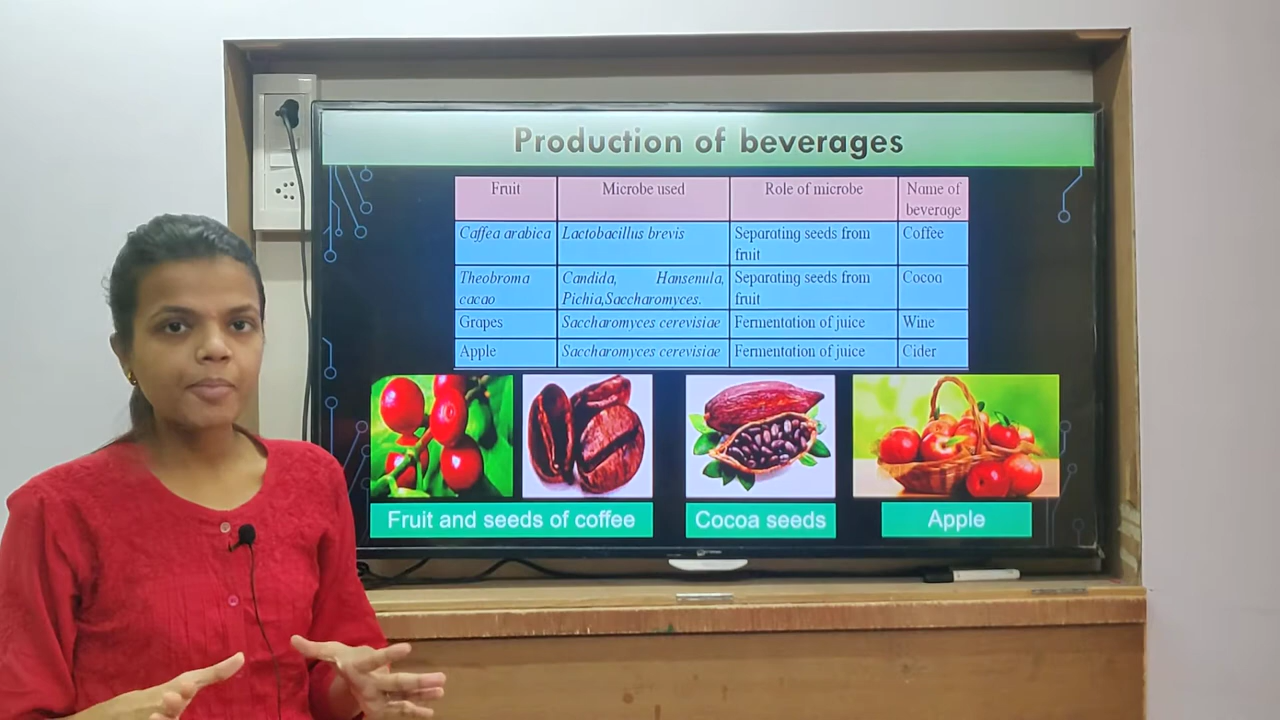 Production of beverages
Fruit Microbe used Role of microbe Name of
beverage
Caffea arabica Lactobacillus brevis Separating seeds from Coffee
fruit
Theobroma Candida, Hansenula, Separating seeds from Cocoa
cacao Pichia,Saccharomyces. fruit
Grapes Saccharomyces cerevisiae Fermentation of juice Wine
Apple Saccharomyces cerevisiae Fermentation of juice Cider
Fruit and seeds of coffee Cocoa seeds Apple